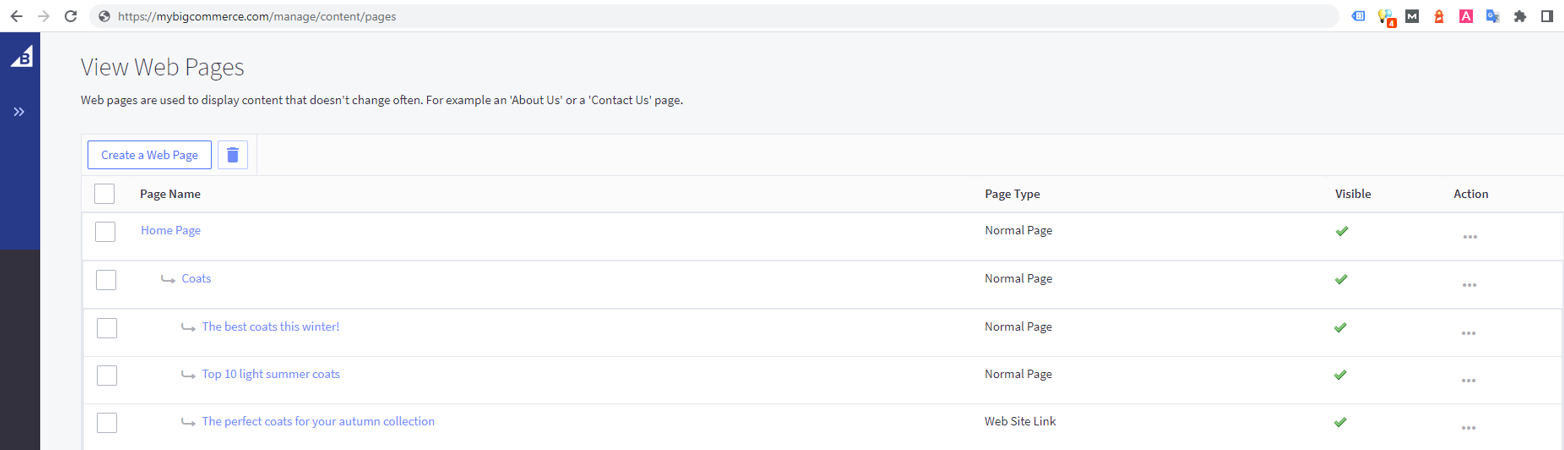 https://mybigcommerce.com/manage/content/pages
4
M
A
B
View Web Pages
Web pages are used to display content that doesn't change often. For example an 'About Us' or a 'Contact Us' page.
Create a Web Page
Page Name Page Type Visible Action
Home Page Normal Page
Coats Normal Page
The best coats this winter! Normal Page
Top 10 light summer coats Normal Page
The perfect coats for your autumn collection Web Site Link